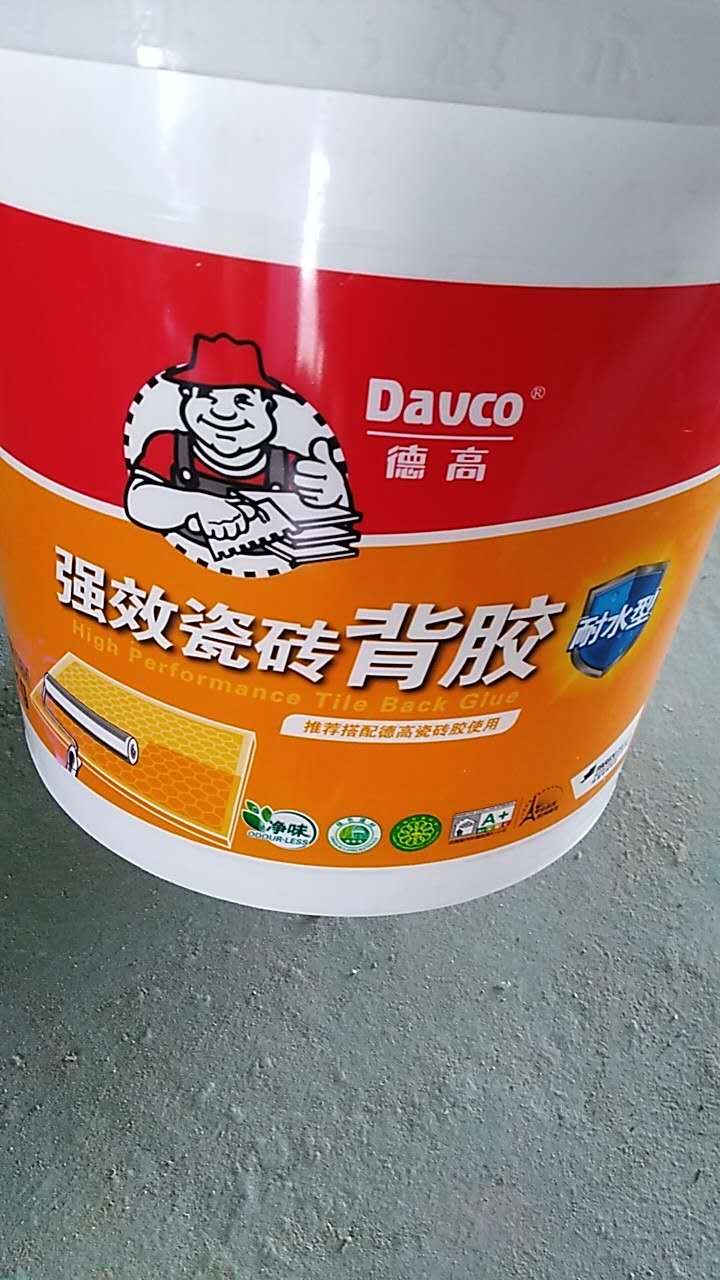 Davco®
德高
强效瓷砖背胶
耐水型
High Performance Tile Back Glue
推荐搭配德高瓷砖胶使用
净味
ODOUR-LESS
A+